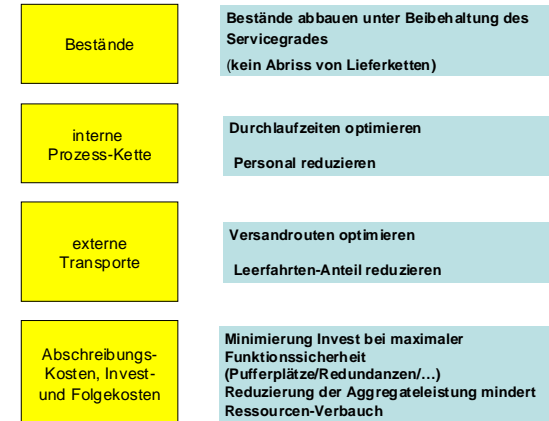 Bestände
Bestände abbauen unter Beibehaltung des
Servicegrades
(kein Abriss von Lieferketten)
interne
Prozess-Kette
Durchlaufzeiten optimieren
Personal reduzieren
externe
Transporte
Versandrouten optimieren
Leerfahrten-Anteil reduzieren
Abschreibungs-
Kosten, Invest-
und Folgekosten
Minimierung Invest bei maximaler
Funktionssicherheit
(Pufferplätze/Redundanzen/…)
Reduzierung der Aggregateleistung mindert
Ressourcen-Verbauch